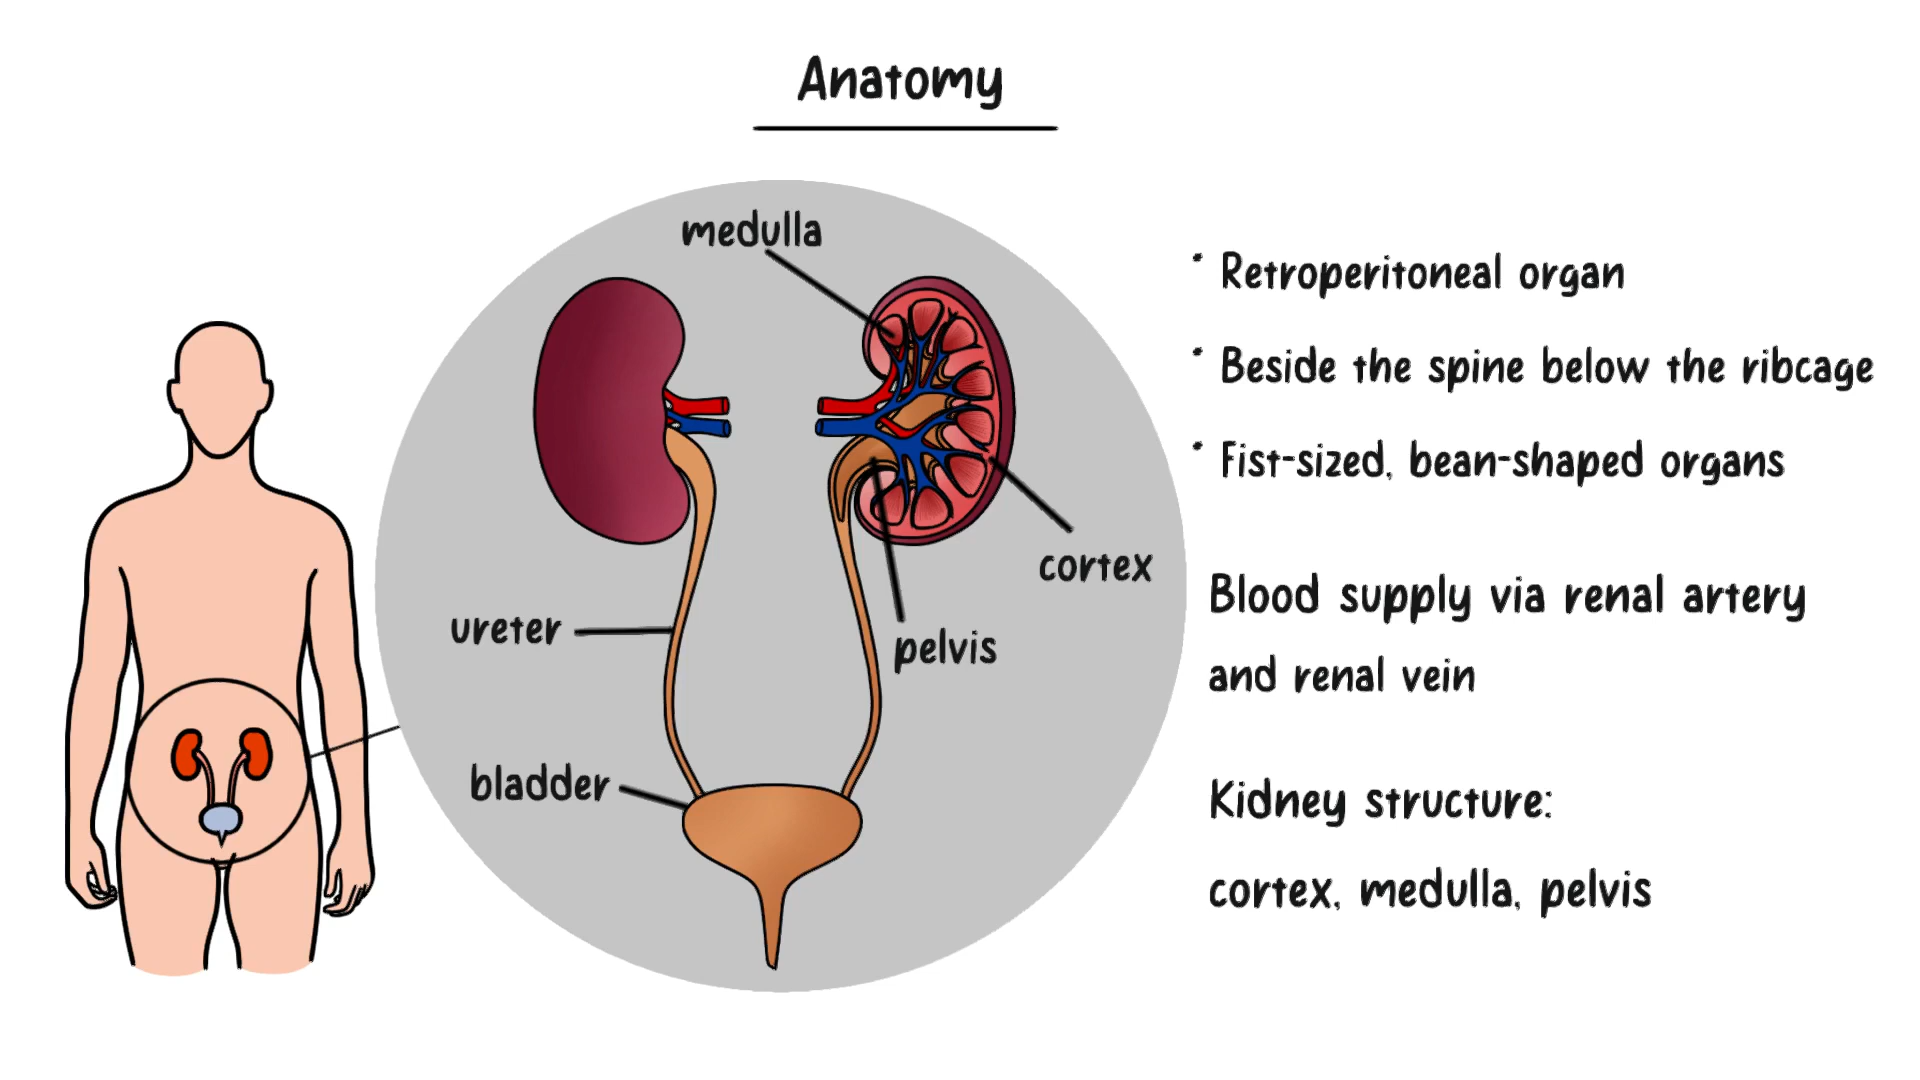 Anatomy
medulla
cortex
ureter
pelvis
bladder
* Retroperitoneal organ
* Beside the spine below the ribcage
* Fist-sized, bean-shaped organs
Blood supply via renal artery
and renal vein
Kidney structure:
cortex, medulla, pelvis